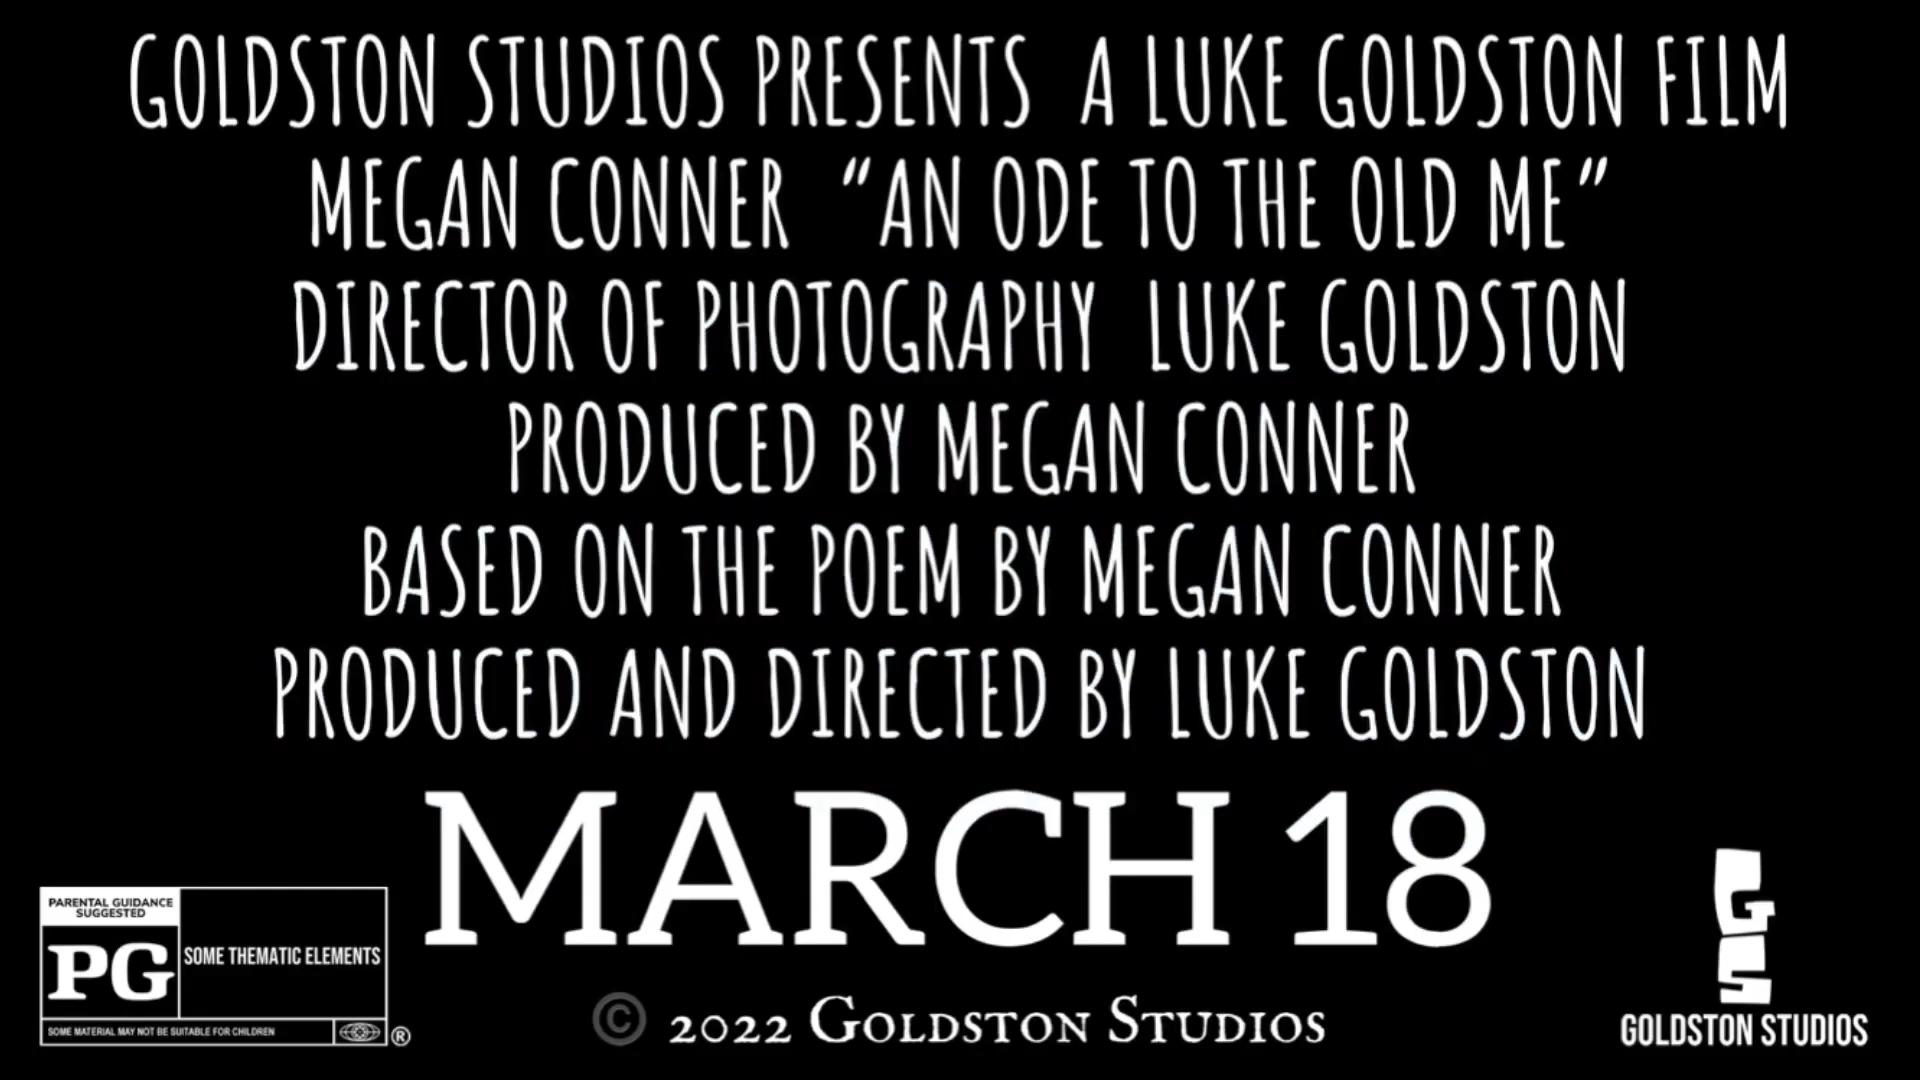 GOLDSTON STUDIOS PRESENTS A LUKE GOLDSTON FILM
MEGAN CONNER “AN ODE TO THE OLD ME”
DIRECTOR OF PHOTOGRAPHY LUKE GOLDSTON
PRODUCED BY MEGAN CONNER
BASED ON THE POEM BY MEGAN CONNER
PRODUCED AND DIRECTED BY LUKE GOLDSTON
MARCH 18
PARENTAL GUIDANCE
SUGGESTED
PG
SOME THEMATIC ELEMENTS
SOME MATERIAL MAY NOT BE SUITABLE FOR CHILDREN
®
© 2022 GOLDSTON STUDIOS
GS
GOLDSTON STUDIOS